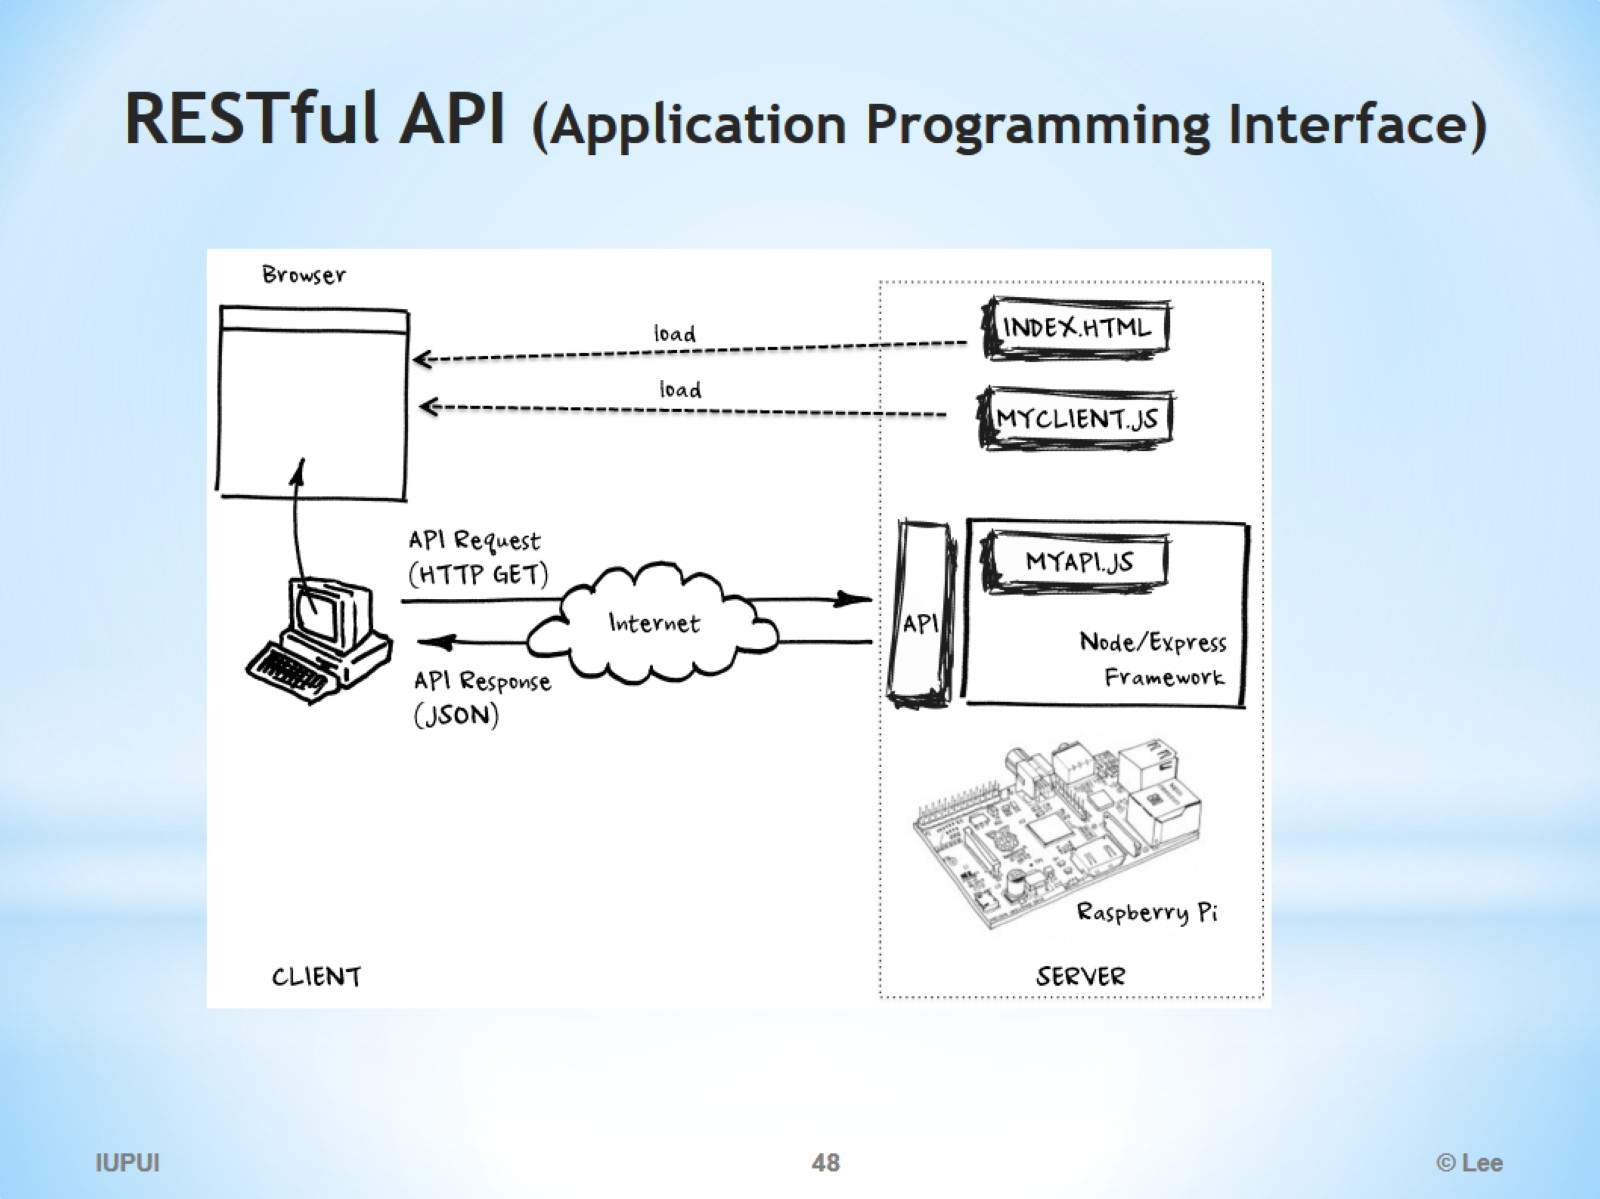 RESTful API (Application Programming Interface)
Browser
load
INDEX.HTML
load
MYCLIENT.JS
API Request
(HTTP GET)
Internet
API Response
(JSON)
API
MYAPI.JS
Node/Express
Framework
Raspberry Pi
CLIENT
SERVER
IUPUI
48
© Lee